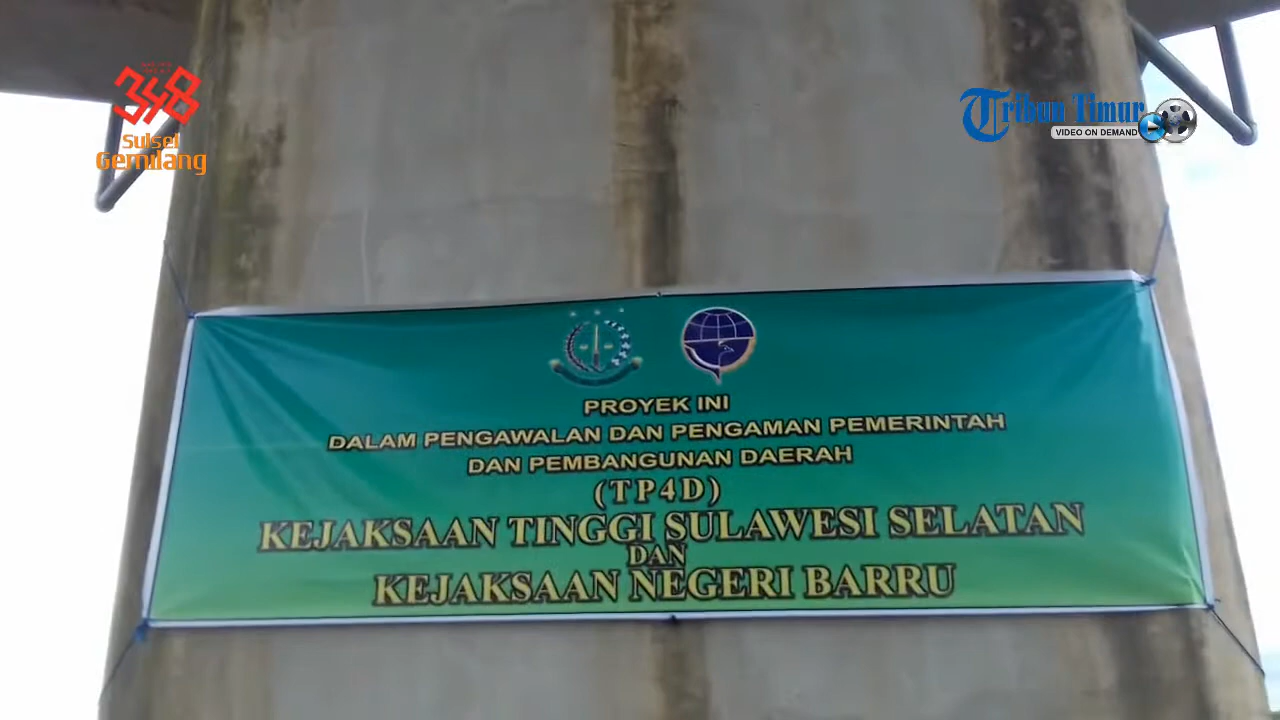 348
Sulsel
Gemilang
Tribun Timur
VIDEO ON DEMAND
PROYEK INI
DALAM PENGAWALAN DAN PENGAMAN PEMERINTAH
DAN PEMBANGUNAN DAERAH
(TP4D)
KEJAKSAAN TINGGI SULAWESI SELATAN
DAN
KEJAKSAAN NEGERI BARRU